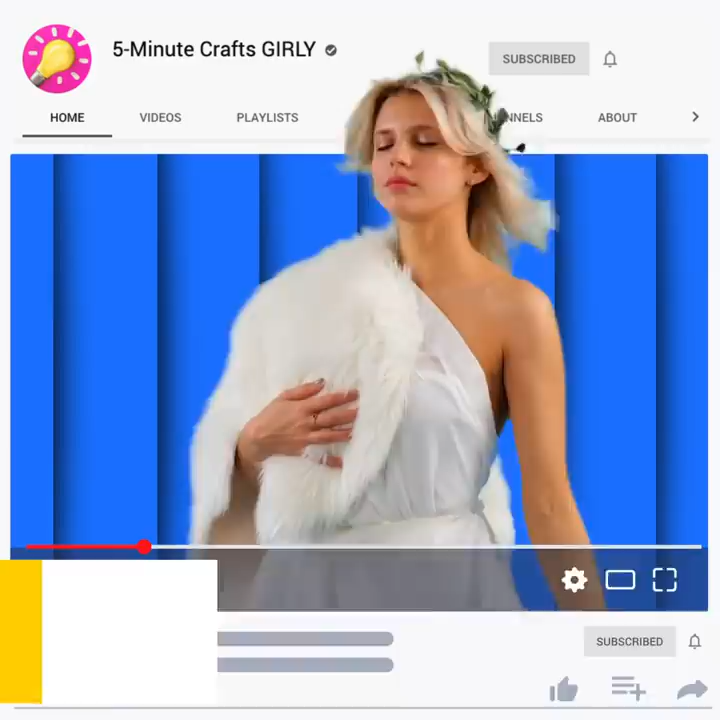 5-Minute Crafts GIRLY
SUBSCRIBED
HOME VIDEOS PLAYLISTS NNELS ABOUT
SUBSCRIBED